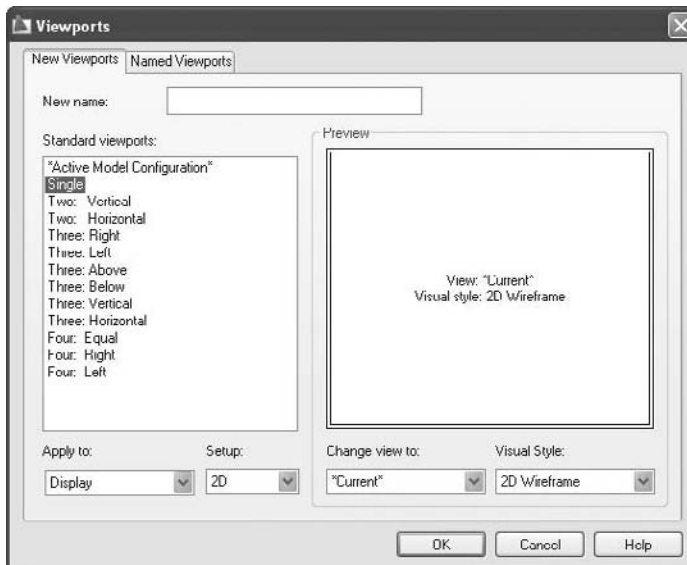 Viewports
New Viewports
Named Viewports
New name:
Standard viewports:
*Active Model Configuration*
Single
Two: Vertical
Two: Horizontal
Three: Right
Three: Left
Three: Above
Three: Below
Three: Vertical
Three: Horizontal
Four: Equal
Four: Right
Four: Left
Apply to:
Display
Setup:
2D
Preview
View: *Current*
Visual style: 2D Wireframe
Change view to:
*Current*
Visual Style:
2D Wireframe
OK
Cancel
Help